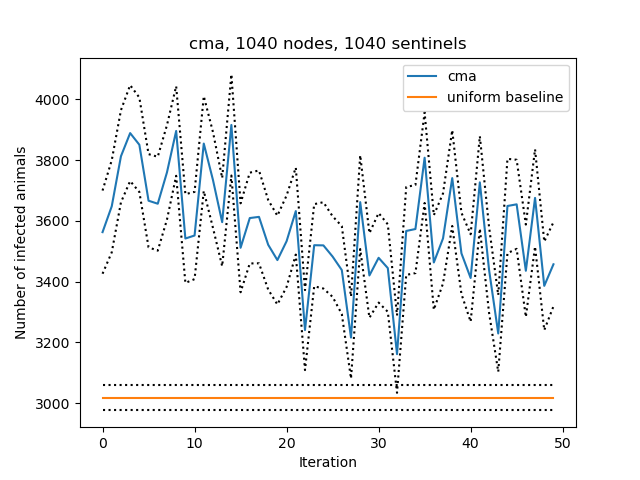 cma, 1040 nodes, 1040 sentinels
cma
uniform baseline
Number of infected animals
4000
3800
3600
3400
3200
3000
0 10 20 30 40 50
Iteration